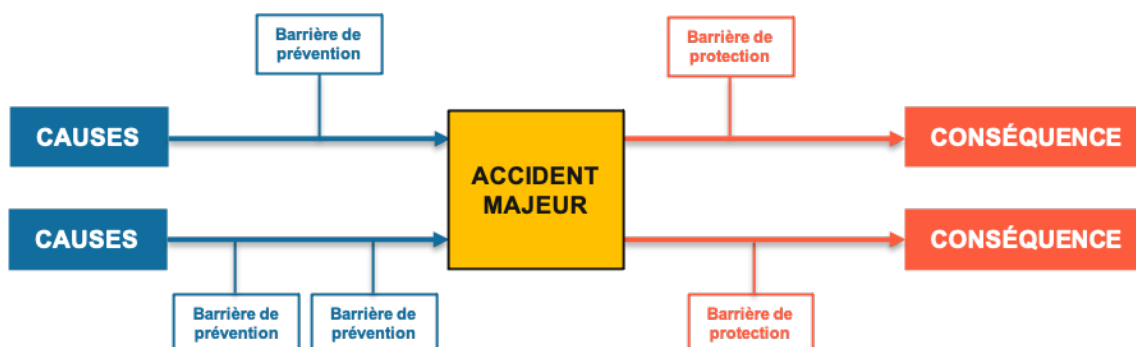 Barrière de
prévention
Barrière de
protection
CAUSES
CONSÉQUENCE
ACCIDENT
MAJEUR
CAUSES
CONSÉQUENCE
Barrière de
prévention
Barrière de
prévention
Barrière de
protection